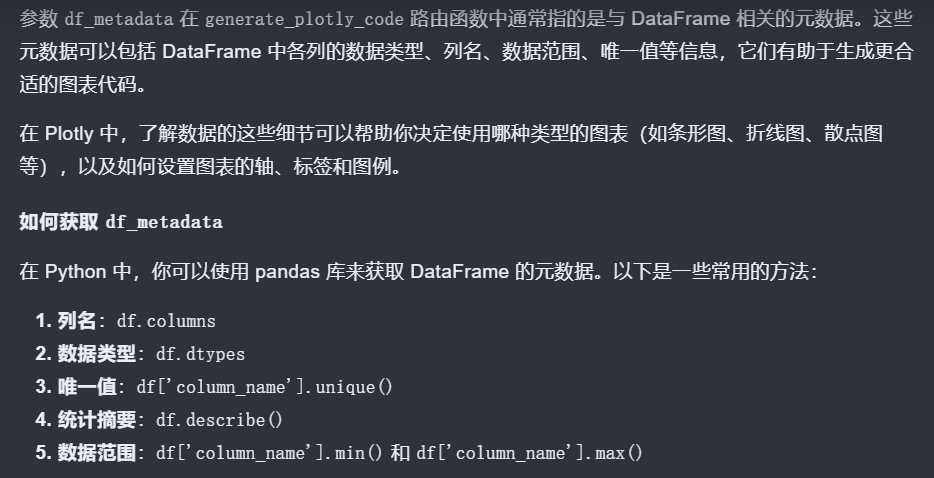 参数 df_metadata 在 generate_plotly_code 路由函数中通常指的是与 DataFrame 相关的元数据。这些
元数据可以包括 DataFrame 中各列的数据类型、列名、数据范围、唯一值等信息，它们有助于生成更合
适的图表代码。
在 Plotly 中，了解数据的这些细节可以帮助你决定使用哪种类型的图表（如条形图、折线图、散点图
等），以及如何设置图表的轴、标签和图例。
如何获取 df_metadata
在 Python 中，你可以使用 pandas 库来获取 DataFrame 的元数据。以下是一些常用的方法：
1. 列名：df.columns
2. 数据类型：df.dtypes
3. 唯一值：df['column_name'].unique()
4. 统计摘要：df.describe()
5. 数据范围：df['column_name'].min() 和 df['column_name'].max()